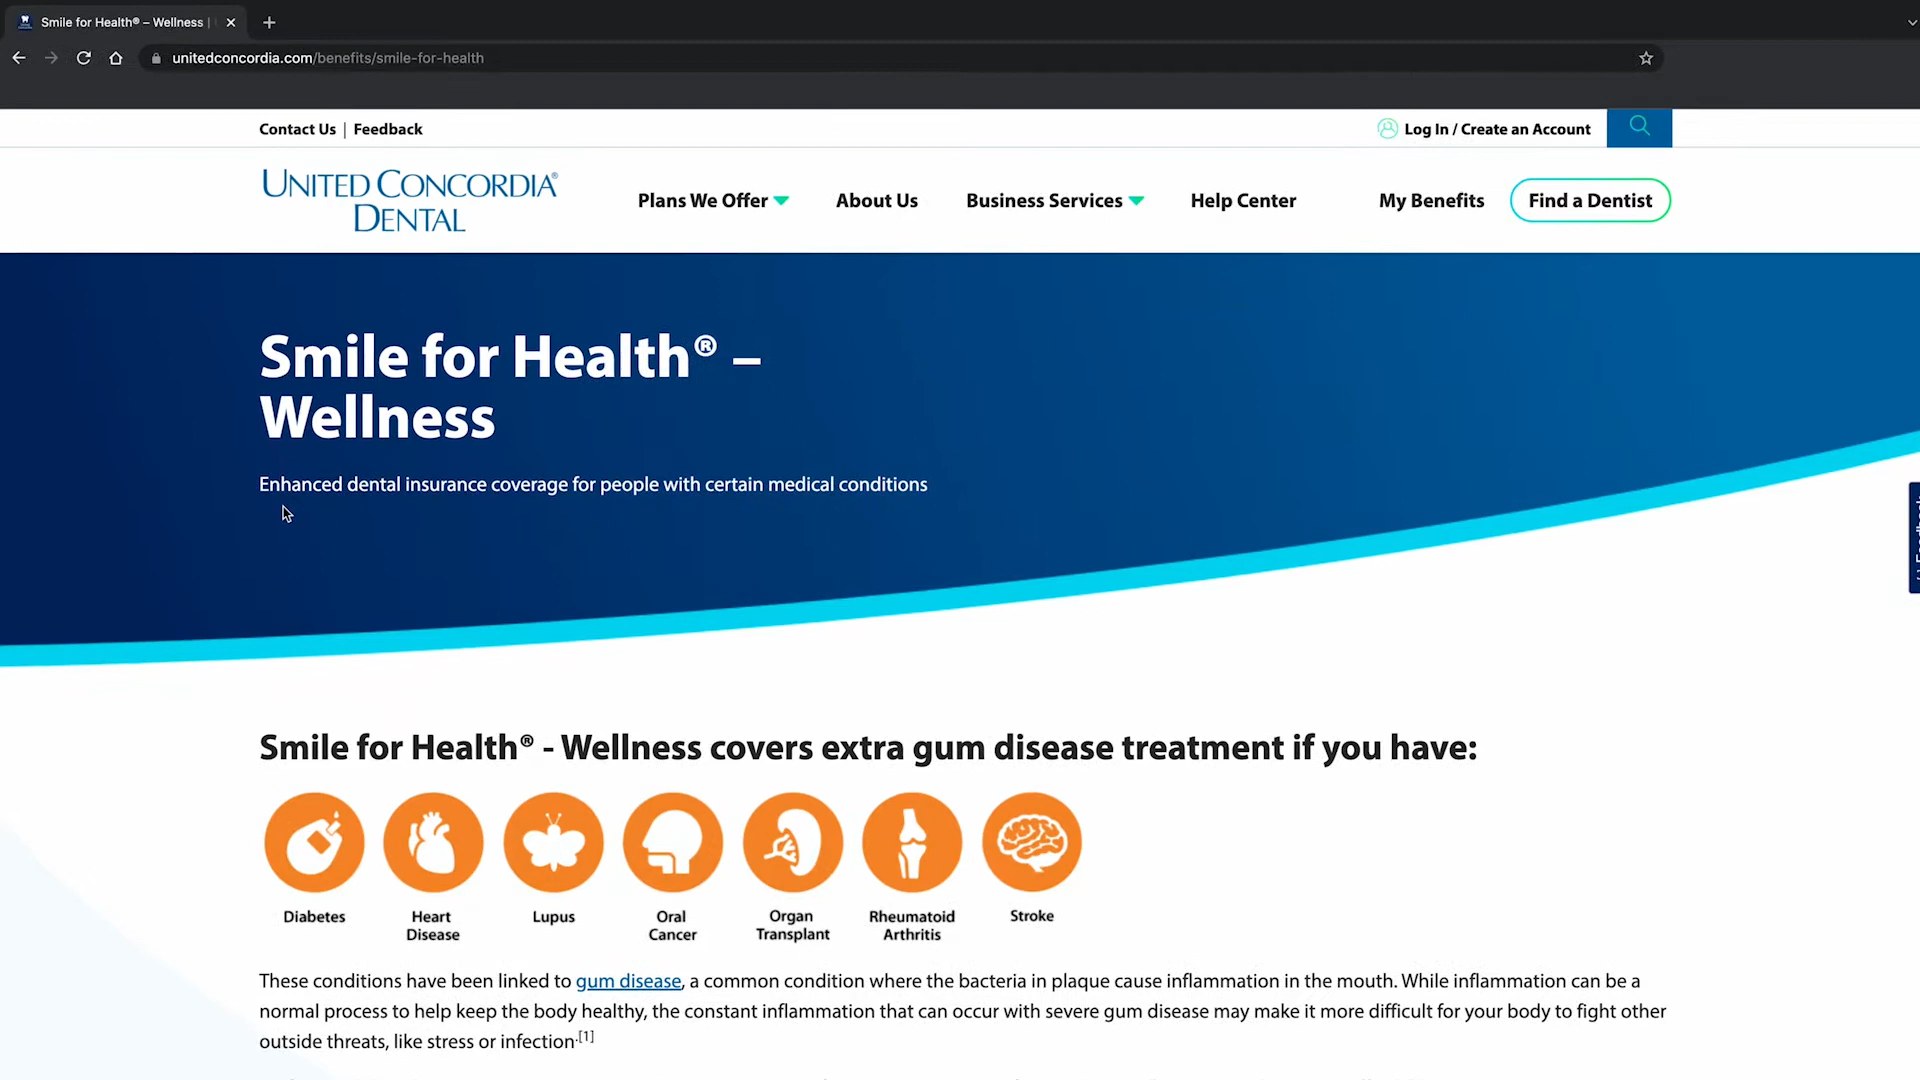 Smile for Health® – Wellness |
unitedconcordia.com/benefits/smile-for-health
Contact Us | Feedback
Log In / Create an Account
UNITED CONCORDIA®
DENTAL
Plans We Offer
About Us
Business Services
Help Center
My Benefits
Find a Dentist
Smile for Health® –
Wellness
Enhanced dental insurance coverage for people with certain medical conditions
Feedback
Smile for Health® - Wellness covers extra gum disease treatment if you have:
Diabetes
Heart
Disease
Lupus
Oral
Cancer
Organ
Transplant
Rheumatoid
Arthritis
Stroke
These conditions have been linked to gum disease, a common condition where the bacteria in plaque cause inflammation in the mouth. While inflammation can be a
normal process to help keep the body healthy, the constant inflammation that can occur with severe gum disease may make it more difficult for your body to fight other
outside threats, like stress or infection.[1]